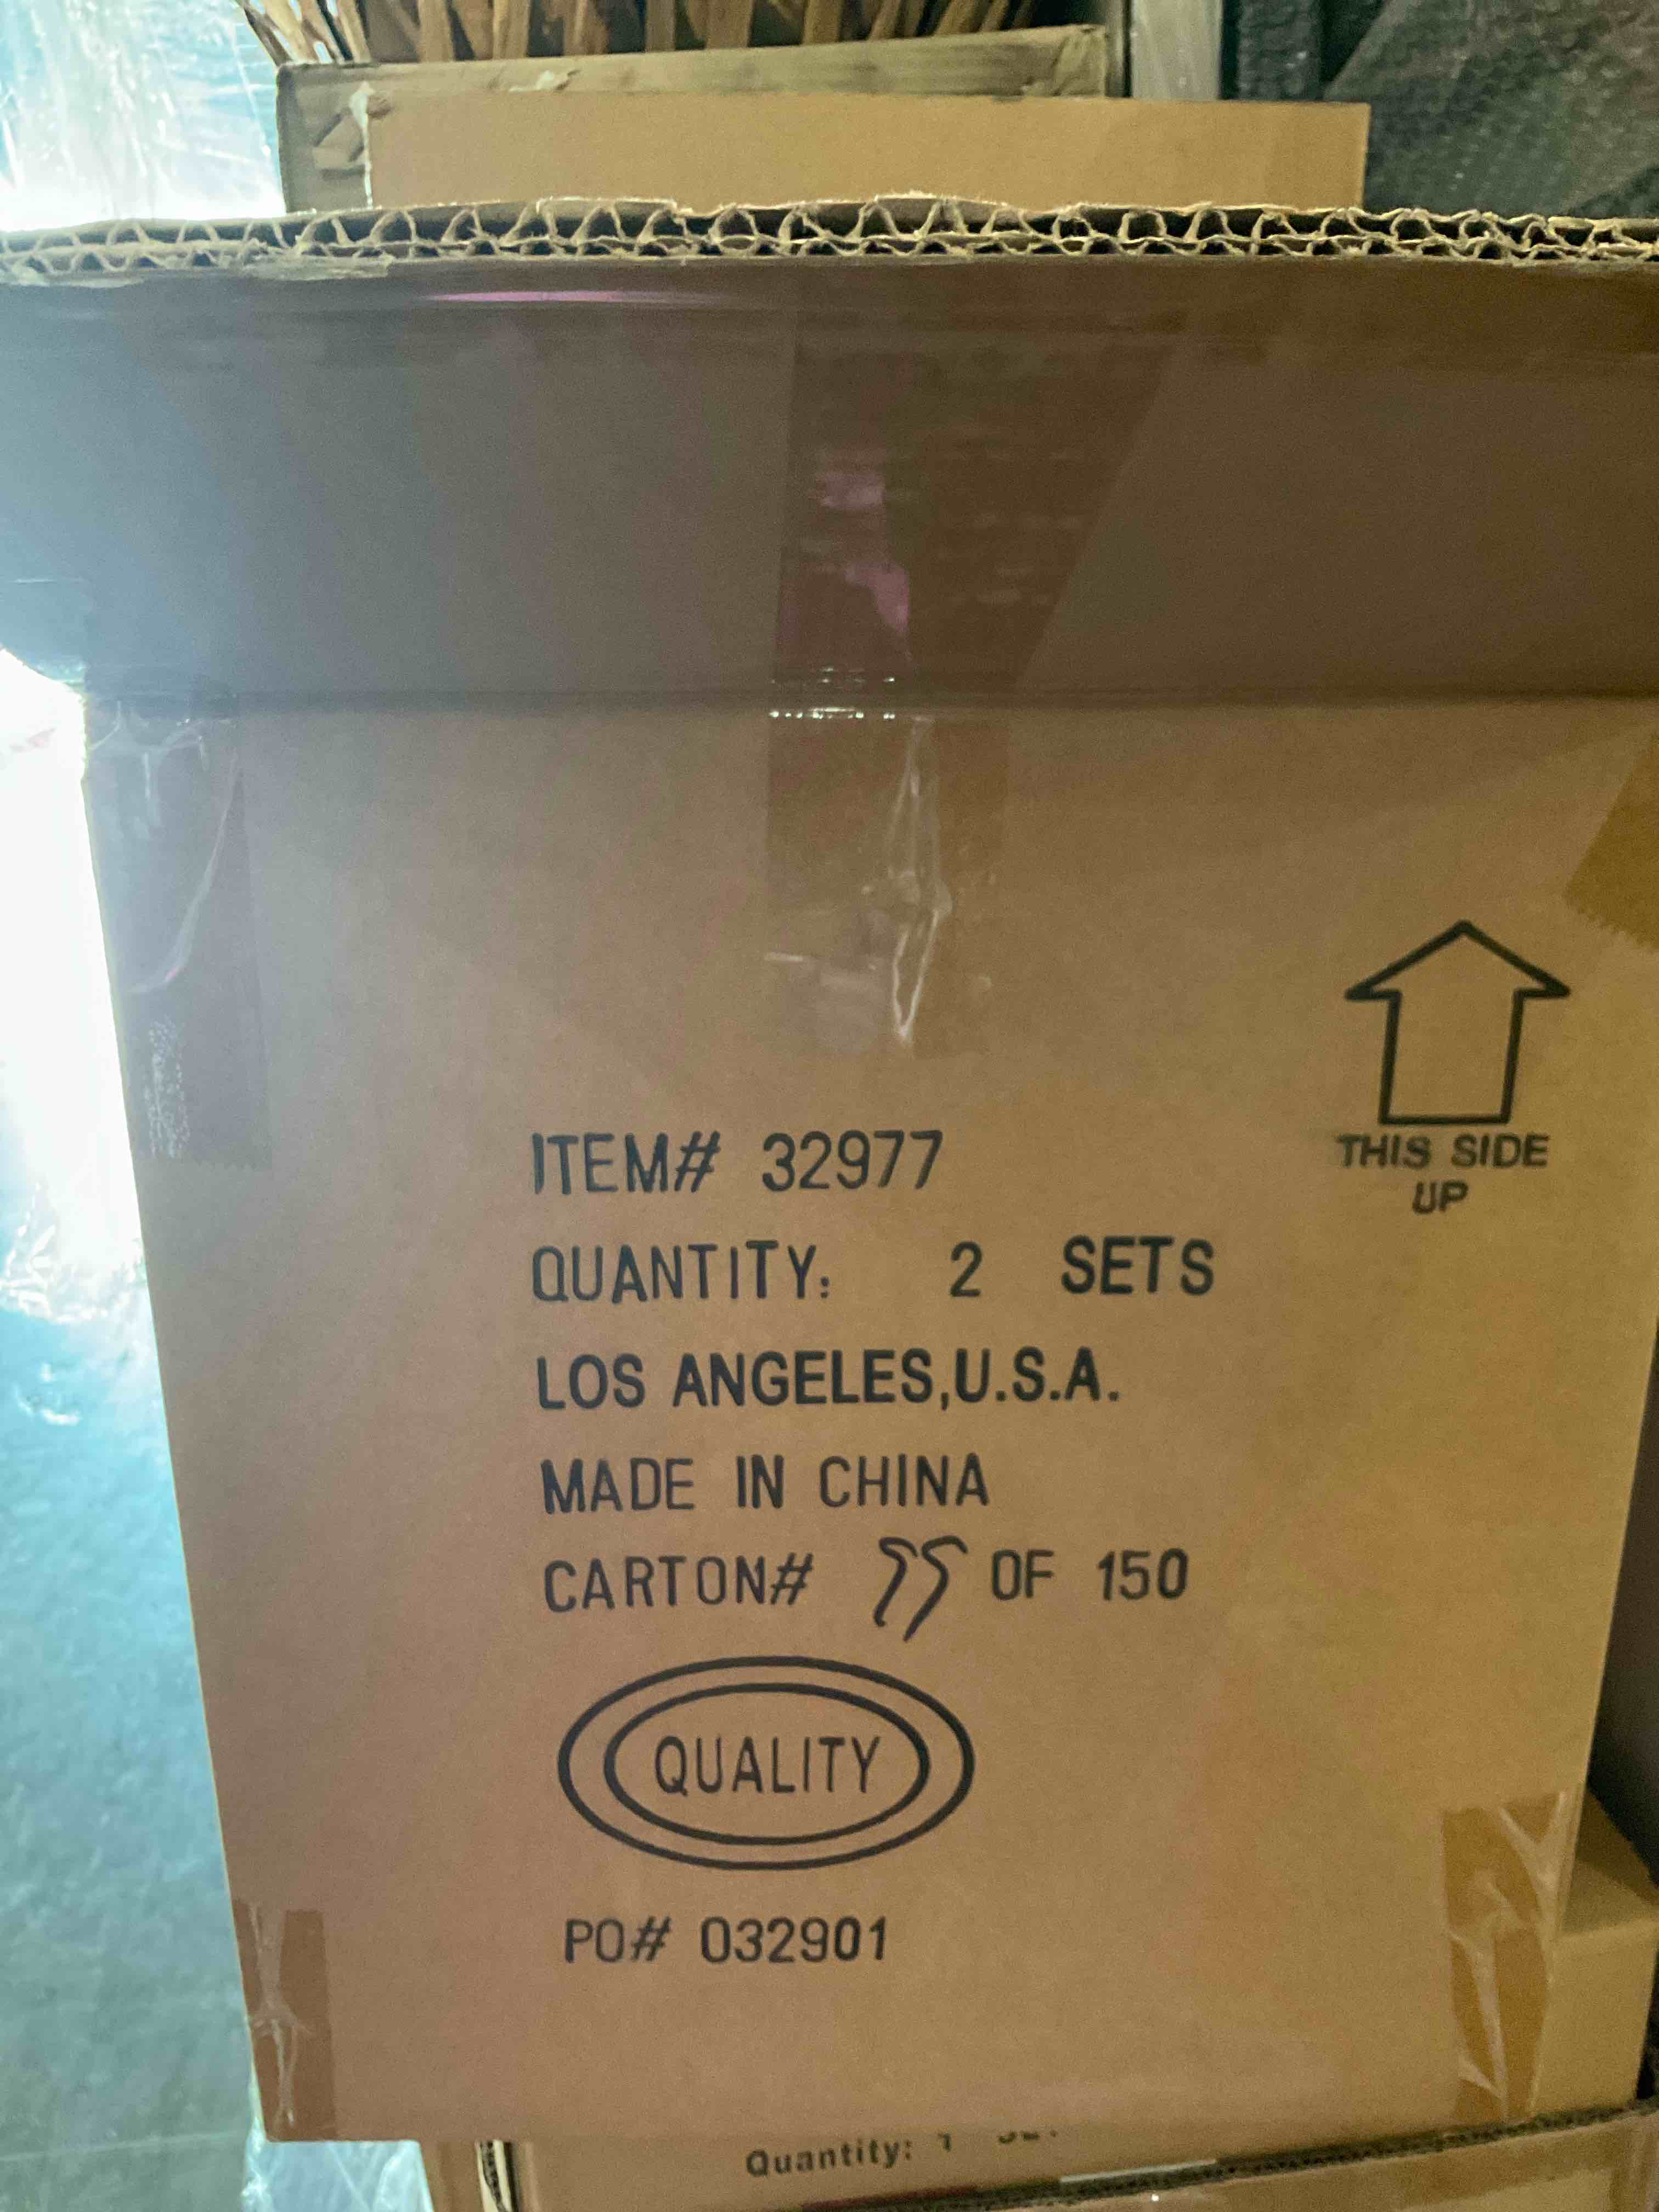 THIS SIDE
UP
ITEM# 32977
QUANTITY: 2 SETS
LOS ANGELES,U.S.A.
MADE IN CHINA
CARTON# OF 150
QUALITY
PO# 032901
Quantity: 1